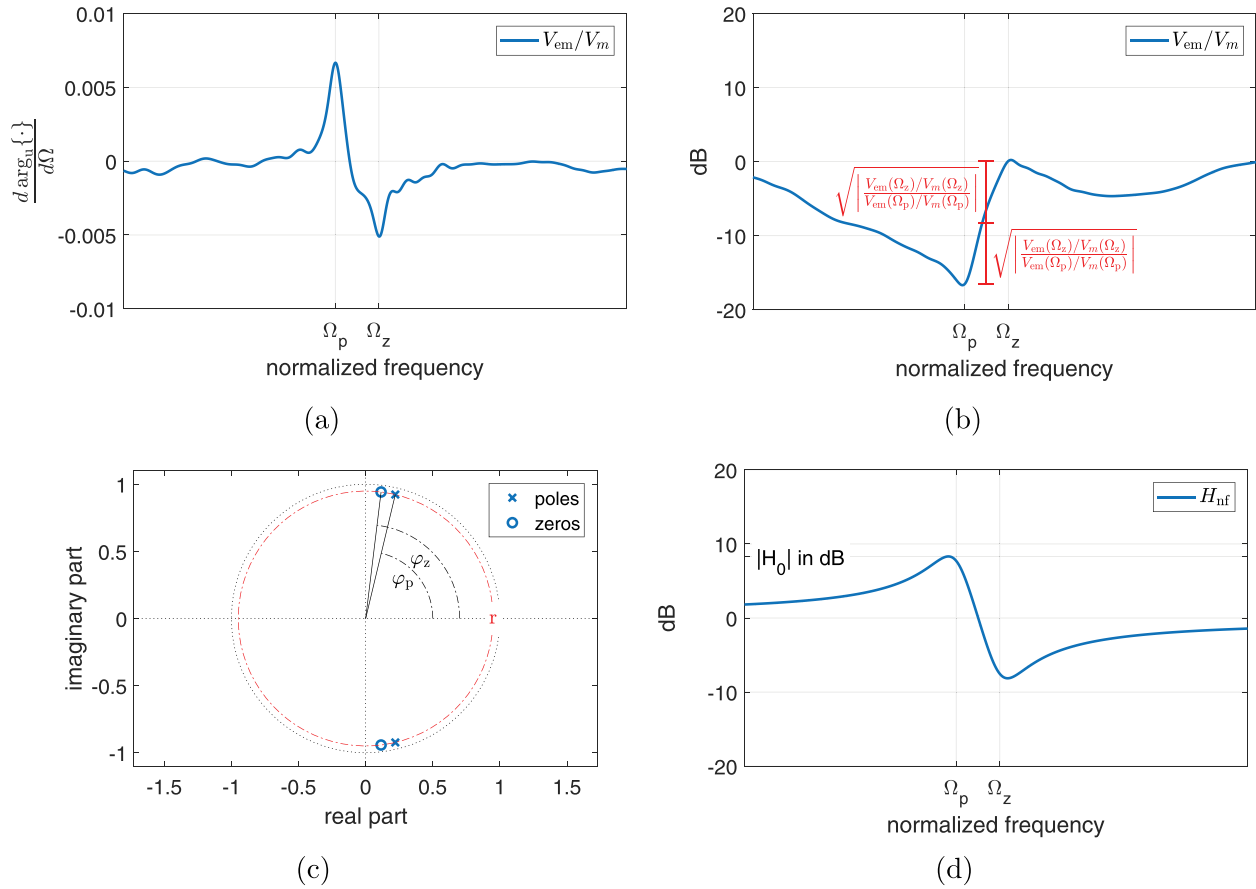 0.01
0.005
0
-0.005
-0.01
d arg_u{·}
dΩ
V_em/V_m
Ω_p Ω_z
normalized frequency
(a)
20
10
0
-10
-20
dB
V_em/V_m
√|V_em(Ω_z)/V_m(Ω_z)
V_em(Ω_p)/V_m(Ω_p)|
√|V_em(Ω_z)/V_m(Ω_z)
V_em(Ω_p)/V_m(Ω_p)|
Ω_p Ω_z
normalized frequency
(b)
1
0.5
0
-0.5
-1
imaginary part
poles
zeros
φ_z
φ_p
r
-1.5 -1 -0.5 0 0.5 1 1.5
real part
(c)
20
10
0
-10
-20
dB
H_nf
|H_0| in dB
Ω_p Ω_z
normalized frequency
(d)